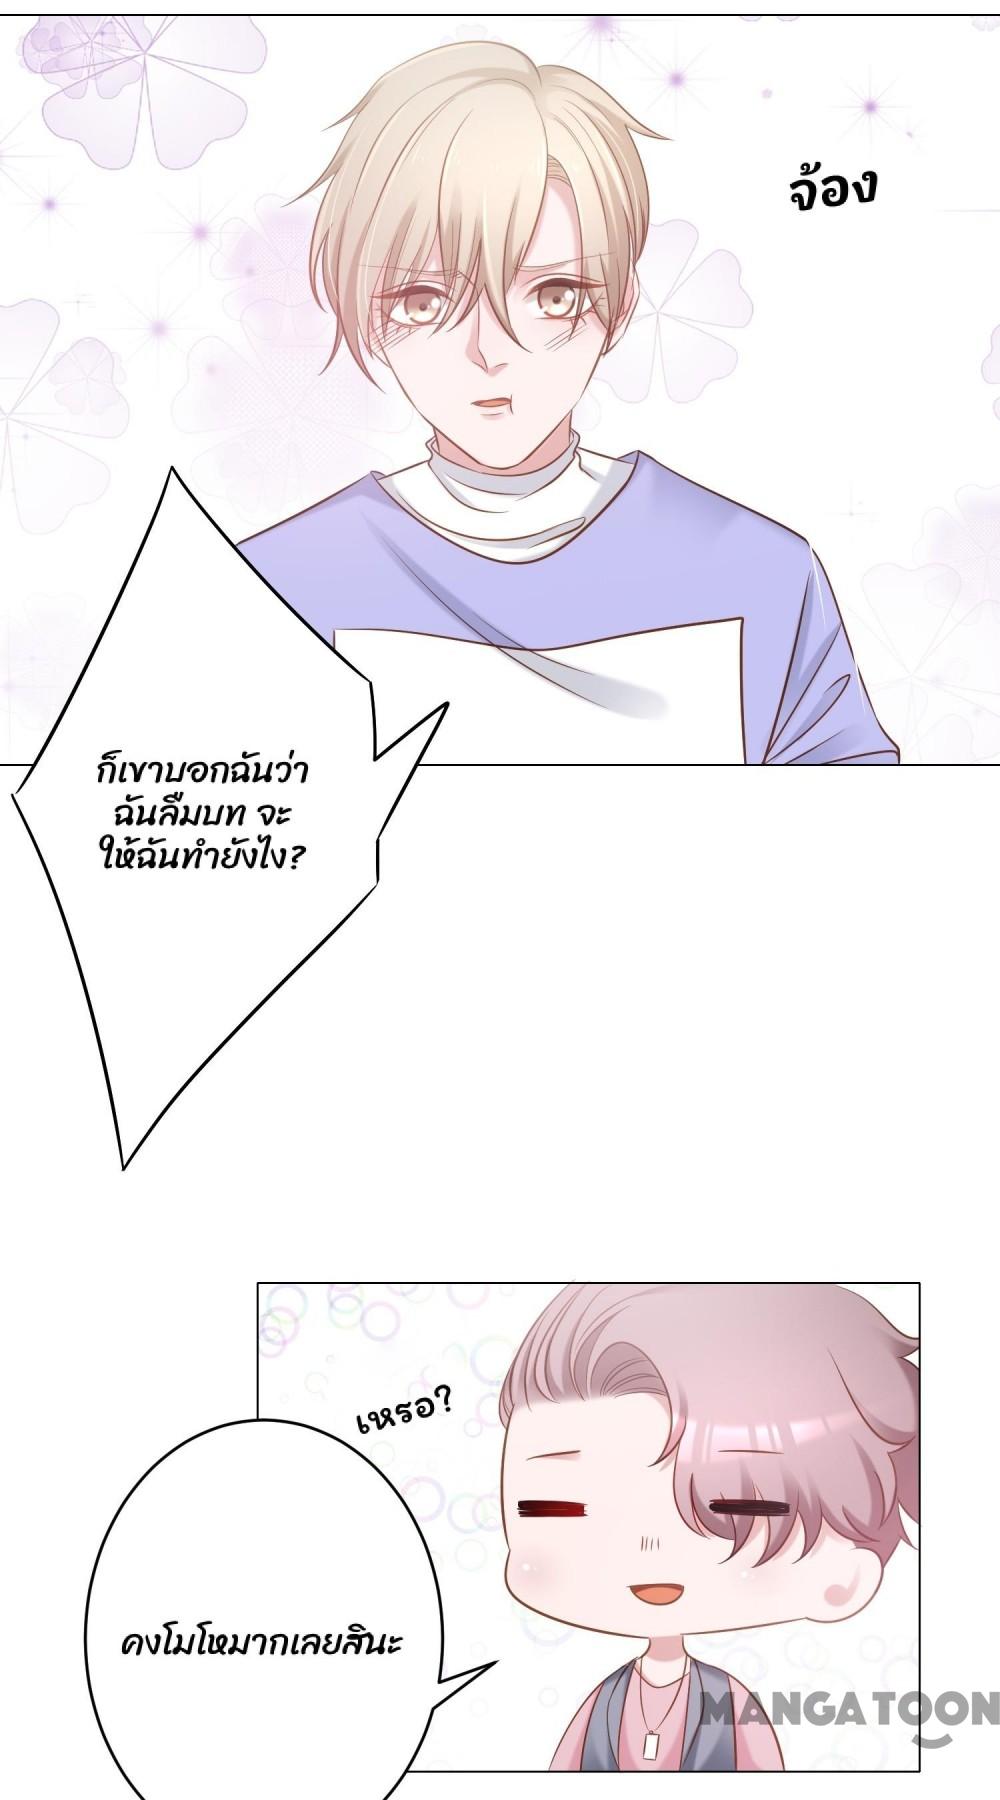 จ้อง
ก็เขาบอกฉันว่า
ฉันลืมบท จะ
ให้ฉันทำยังไง?
เหรอ?
คงโมโหมากเลยสินะ
MANGATOON